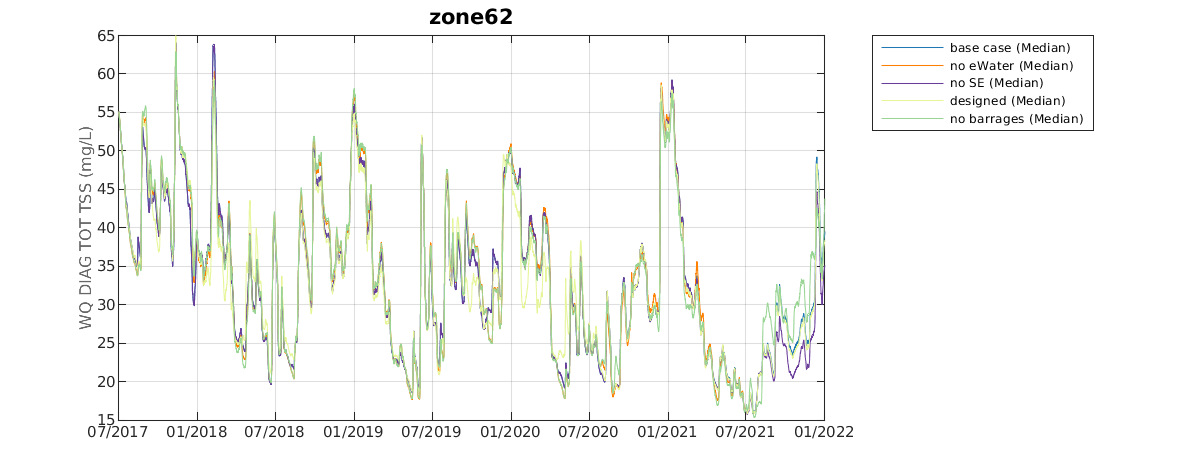 zone62
WQ DIAG TOT TSS (mg/L)
65
60
55
50
45
40
35
30
25
20
15
07/2017 01/2018 07/2018 01/2019 07/2019 01/2020 07/2020 01/2021 07/2021 01/2022
base case (Median)
no eWater (Median)
no SE (Median)
designed (Median)
no barrages (Median)